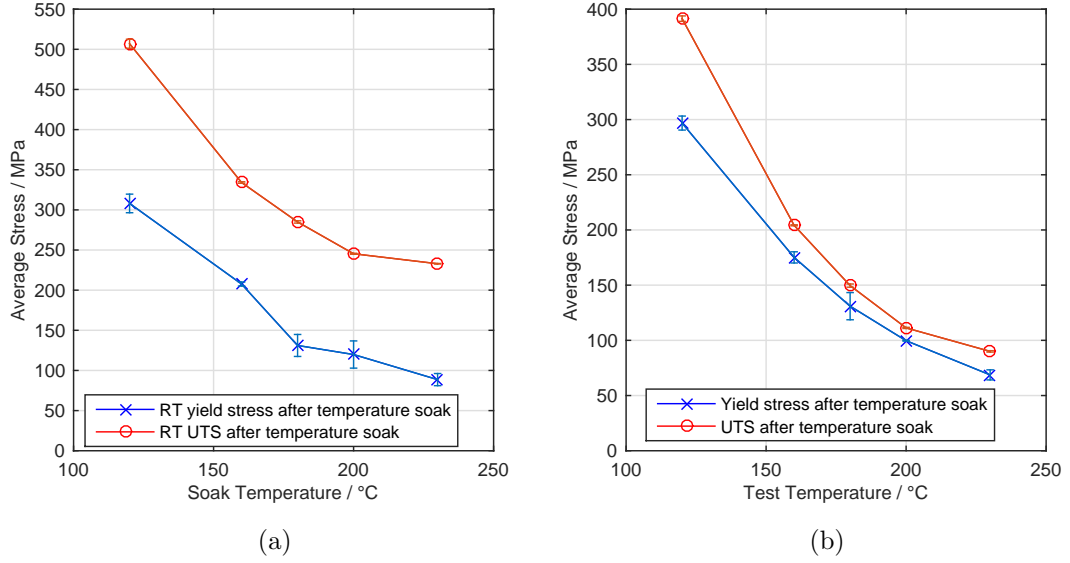 550
500
450
400
350
300
250
200
150
100
50
0
Average Stress / MPa
RT yield stress after temperature soak
RT UTS after temperature soak
100
150
200
250
Soak Temperature / °C
(a)
400
350
300
250
200
150
100
50
0
Average Stress / MPa
Yield stress after temperature soak
UTS after temperature soak
100
150
200
250
Test Temperature / °C
(b)